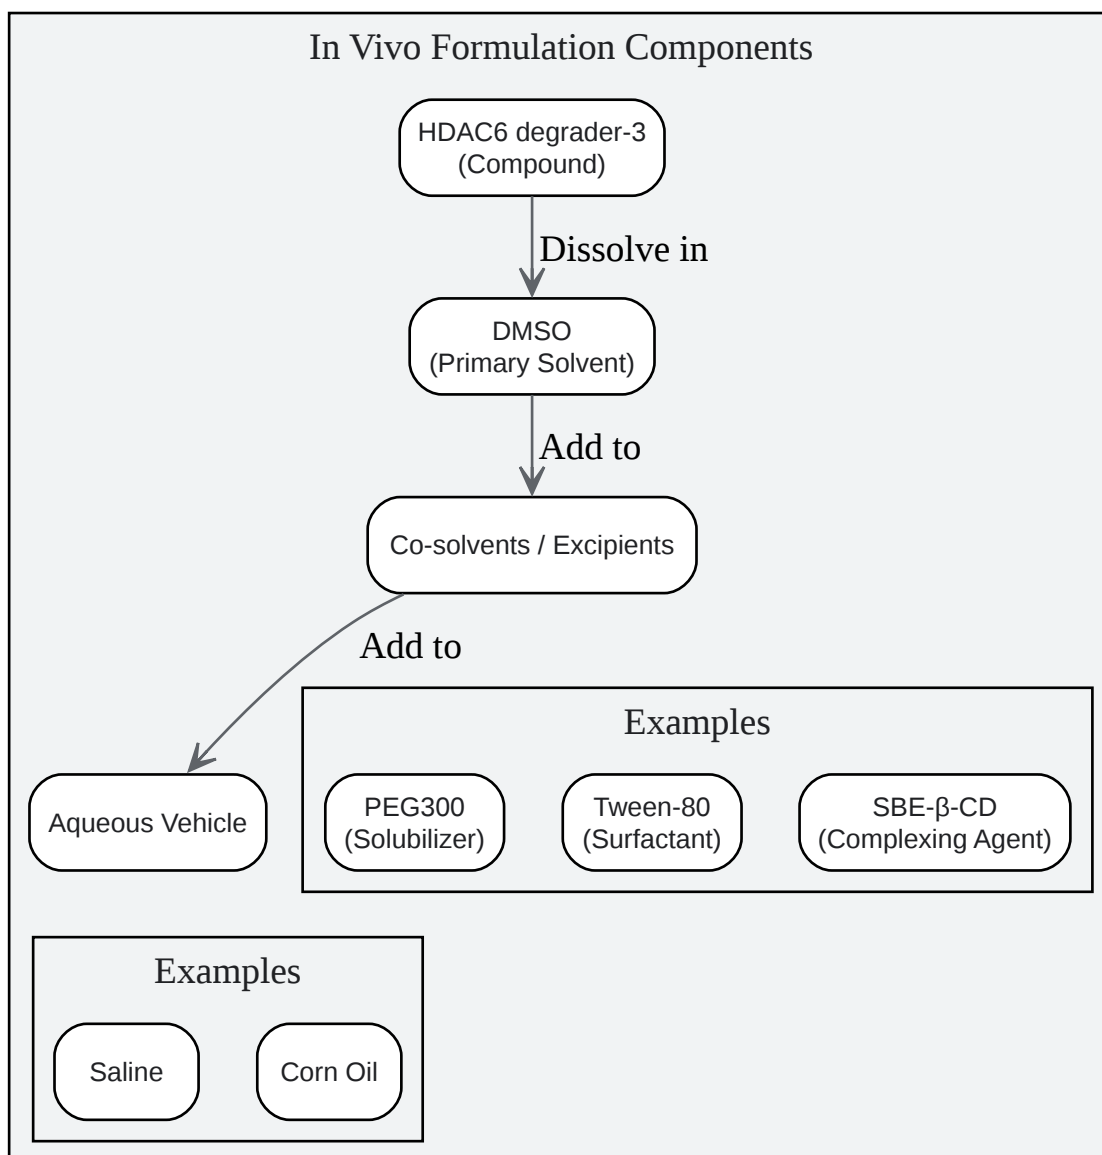 In Vivo Formulation Components
HDAC6 degrader-3
(Compound)
Dissolve in
DMSO
(Primary Solvent)
Add to
Co-solvents / Excipients
Add to
Examples
Aqueous Vehicle
PEG300
(Solubilizer)
Tween-80
(Surfactant)
SBE-β-CD
(Complexing Agent)
Examples
Saline
Corn Oil